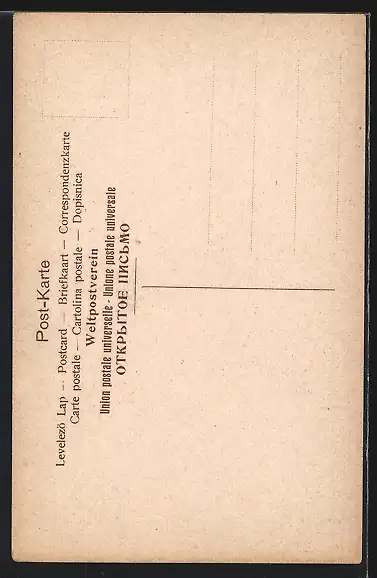 Post-Karte
Levelező Lap — Postcard — Briefkaart — Correspondenzkarte
Carte postale — Cartolina postale — Dopisnica
Weltpostverein
Union postale universelle - Unione postale universale
ОТКРЫТОЕ ПИСЬМО